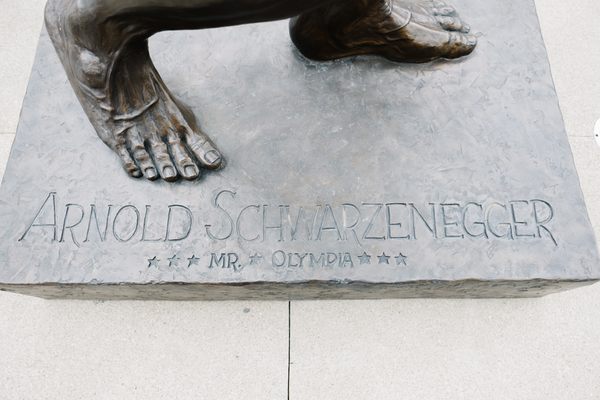 ARNOLD SCHWARZENEGGER
★★★ MR. ★ OLYMPIA ★★★